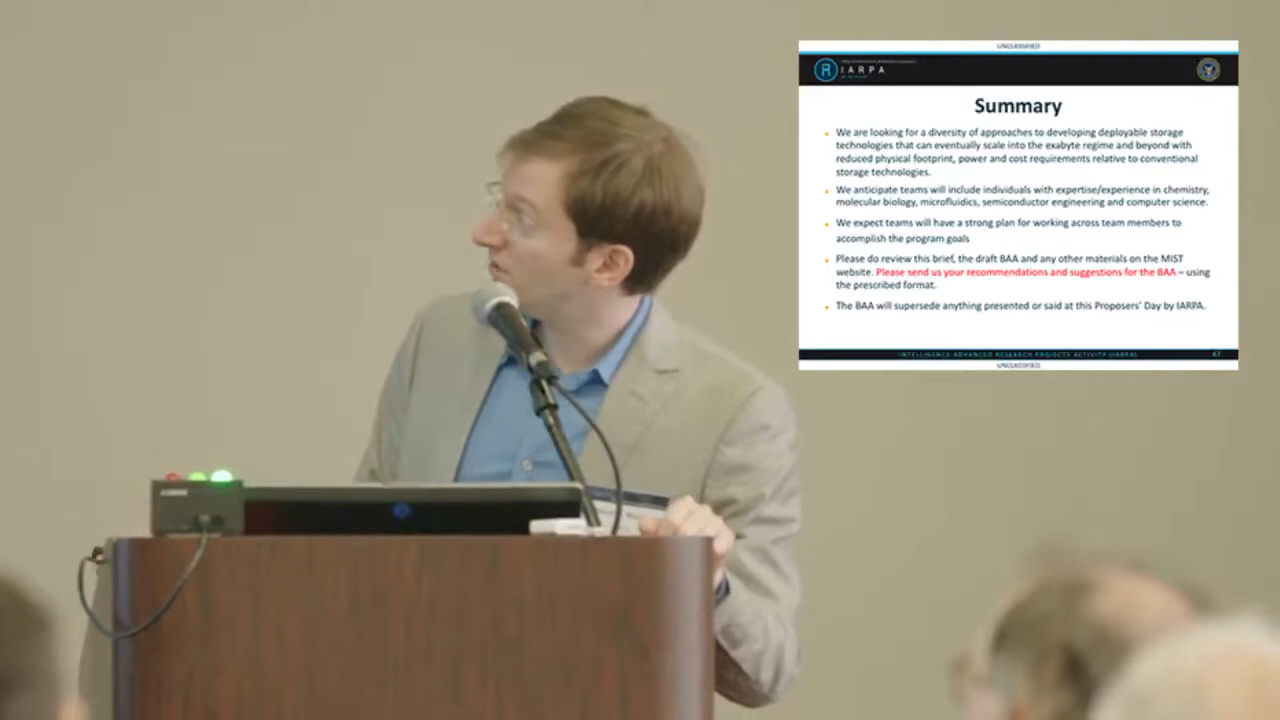 UNCLASSIFIED
IARPA
Summary
We are looking for a diversity of approaches to developing deployable storage
technologies that can eventually scale into the exabyte regime and beyond with
reduced physical footprint, power and cost requirements relative to conventional
storage technologies.
We anticipate teams will include individuals with expertise/experience in chemistry,
molecular biology, microfluidics, semiconductor engineering and computer science.
We expect teams will have a strong plan for working across team members to
accomplish the program goals
Please do review this brief, the draft BAA and any other materials on the MIST
website. Please send us your recommendations and suggestions for the BAA – using
the prescribed format.
The BAA will supersede anything presented or said at this Proposers' Day by IARPA.
INTELLIGENCE ADVANCED RESEARCH PROJECTS ACTIVITY (IARPA)
UNCLASSIFIED